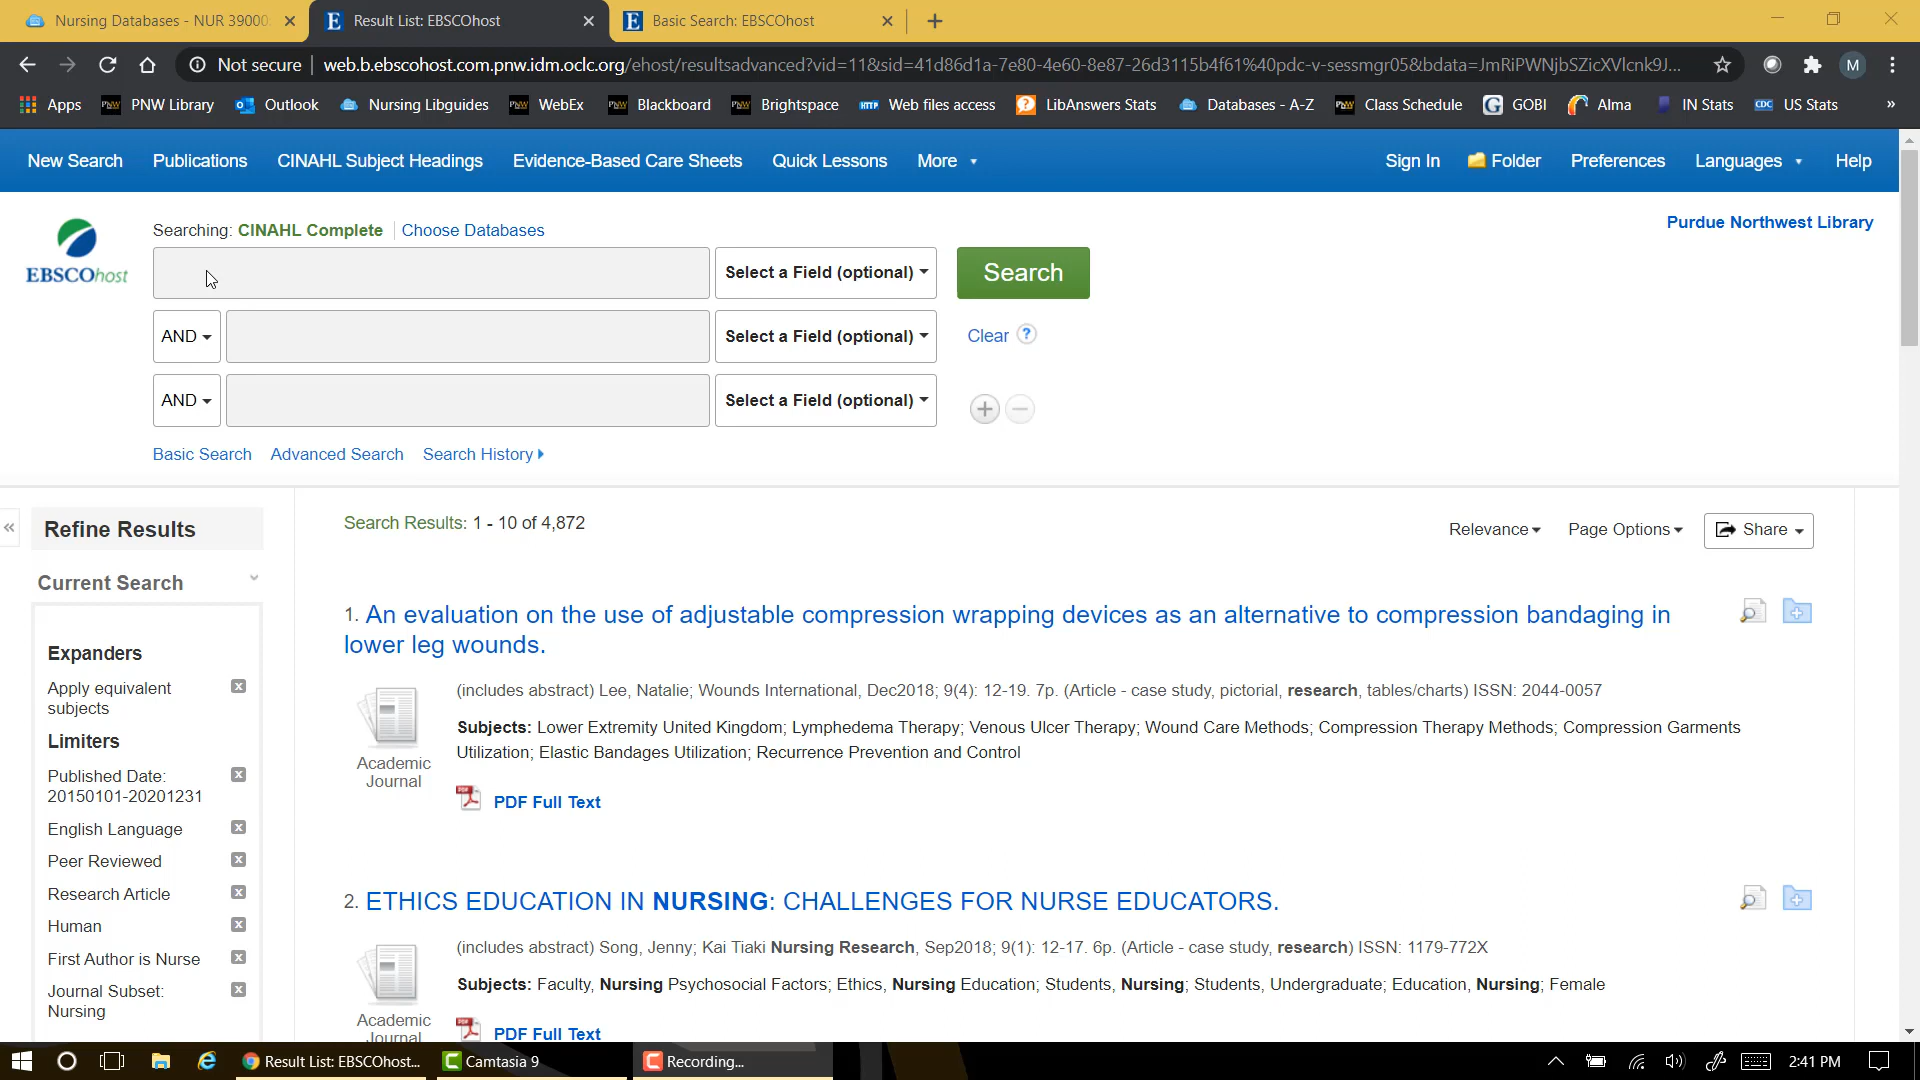 Nursing Databases - NUR 39000
Result List: EBSCOhost
Basic Search: EBSCOhost
Not secure
web.b.ebscohost.com.pnw.idm.oclc.org/ehost/resultsadvanced?vid=11&sid=41d86d1a-7e80-4e60-8e87-26d3115b4f61%40pdc-v-sessmgr05&bdata=JmRiPWNjbSZicXVlcnk9J...
M
Apps PNW Library Outlook Nursing Libguides WebEx Blackboard Brightspace Web files access LibAnswers Stats Databases - A-Z Class Schedule GOBI Alma IN Stats US Stats »
New Search Publications CINAHL Subject Headings Evidence-Based Care Sheets Quick Lessons More Sign In Folder Preferences Languages Help
Searching: CINAHL Complete Choose Databases
Purdue Northwest Library
EBSCOhost
Select a Field (optional) Search
AND Select a Field (optional) Clear ?
AND Select a Field (optional)
Basic Search Advanced Search Search History
Refine Results
Current Search
Expanders
Apply equivalent
subjects
Limiters
Published Date:
20150101-20201231
English Language
Peer Reviewed
Research Article
Human
First Author is Nurse
Journal Subset:
Nursing
Search Results: 1 - 10 of 4,872
Relevance Page Options Share
1. An evaluation on the use of adjustable compression wrapping devices as an alternative to compression bandaging in
lower leg wounds.
(includes abstract) Lee, Natalie; Wounds International, Dec2018; 9(4): 12-19. 7p. (Article - case study, pictorial, research, tables/charts) ISSN: 2044-0057
Subjects: Lower Extremity United Kingdom; Lymphedema Therapy; Venous Ulcer Therapy; Wound Care Methods; Compression Therapy Methods; Compression Garments
Utilization; Elastic Bandages Utilization; Recurrence Prevention and Control
Academic
Journal
PDF Full Text
2. ETHICS EDUCATION IN NURSING: CHALLENGES FOR NURSE EDUCATORS.
(includes abstract) Song, Jenny; Kai Tiaki Nursing Research, Sep2018; 9(1): 12-17. 6p. (Article - case study, research) ISSN: 1179-772X
Subjects: Faculty, Nursing Psychosocial Factors; Ethics, Nursing Education; Students, Nursing; Students, Undergraduate; Education, Nursing; Female
Academic
Journal
PDF Full Text
Result List: EBSCOhost... Camtasia 9 Recording... 2:41 PM